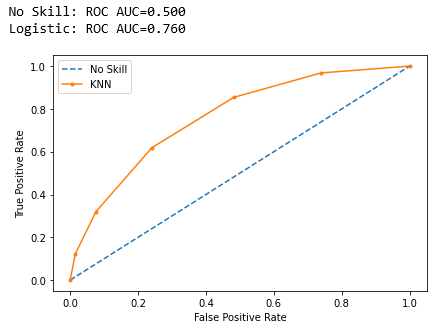 No Skill: ROC AUC=0.500
Logistic: ROC AUC=0.760
No Skill
KNN
1.0
0.8
0.6
0.4
0.2
0.0
True Positive Rate
0.0 0.2 0.4 0.6 0.8 1.0
False Positive Rate